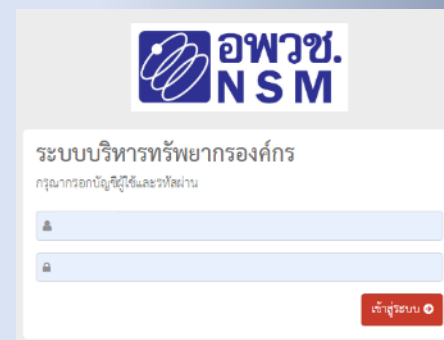 อพวช.
NSM
ระบบบริหารทรัพยากรองค์กร
กรุณากรอกบัญชีผู้ใช้และรหัสผ่าน
เข้าสู่ระบบ